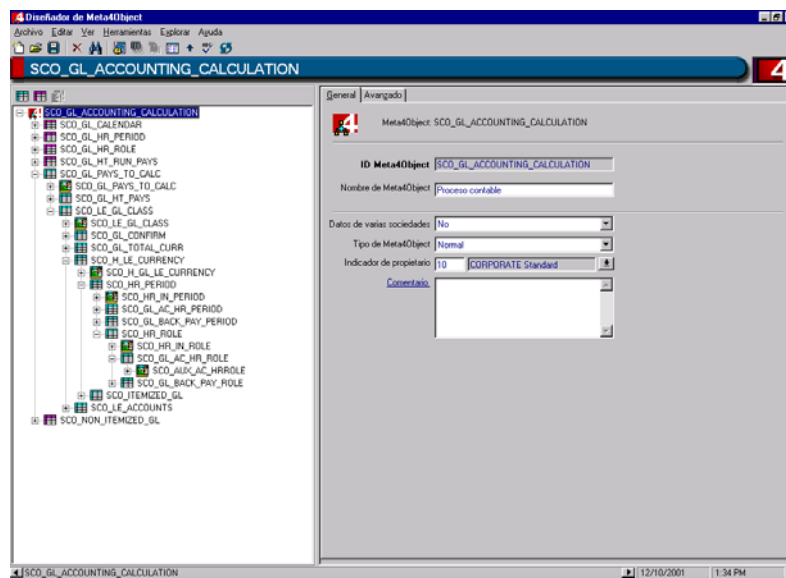 Diseñador de Meta4Object
Archivo Editar Ver Herramientas Explorar Ayuda
SCO_GL_ACCOUNTING_CALCULATION
SCO_GL_ACCOUNTING_CALCULATION
SCO_GL_CALENDAR
SCO_GL_HR_PERIOD
SCO_GL_HR_ROLE
SCO_GL_HT_RUN_PAYS
SCO_GL_PAYS_TO_CALC
SCO_GL_PAYS_TO_CALC
SCO_GL_HT_PAYS
SCO_LE_GL_CLASS
SCO_LE_GL_CLASS
SCO_GL_CONFIRM
SCO_GL_TOTAL_CURR
SCO_H_LE_CURRENCY
SCO_H_GL_LE_CURRENCY
SCO_HR_PERIOD
SCO_HR_IN_PERIOD
SCO_GL_AC_HR_PERIOD
SCO_GL_BACK_PAY_PERIOD
SCO_HR_ROLE
SCO_HR_IN_ROLE
SCO_GL_AC_HR_ROLE
SCO_AUX_AC_HRROLE
SCO_GL_BACK_PAY_ROLE
SCO_ITEMIZED_GL
SCO_LE_ACCOUNTS
SCO_NON_ITEMIZED_GL
General Avanzado
Meta4Object: SCO_GL_ACCOUNTING_CALCULATION
ID Meta4Object SCO_GL_ACCOUNTING_CALCULATION
Nombre de Meta4Object Proceso contable
Datos de varias sociedades No
Tipo de Meta4Object Normal
Indicador de propietario 10 CORPORATE Standard
Comentario
SCO_GL_ACCOUNTING_CALCULATION 12/10/2001 1:34 PM